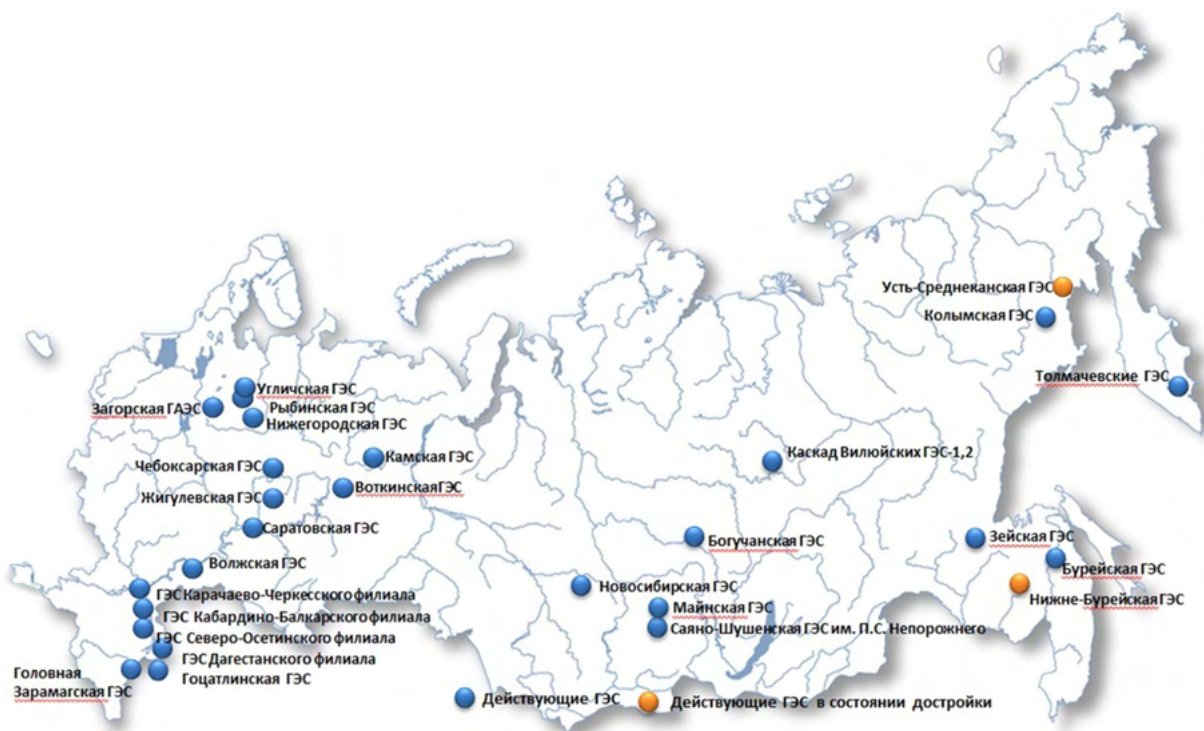 Усть-Среднеканская ГЭС
Колымская ГЭС
Толмачевские ГЭС
Угличская ГЭС
Загорская ГАЭС
Рыбинская ГЭС
Нижегородская ГЭС
Камская ГЭС
Каскад Вилюйских ГЭС-1,2
Чебоксарская ГЭС
Воткинская ГЭС
Жигулевская ГЭС
Саратовская ГЭС
Богучанская ГЭС
Зейская ГЭС
Волжская ГЭС
Бурейская ГЭС
Новосибирская ГЭС
Нижне-Бурейская ГЭС
ГЭС Карачаево-Черкесского филиала
Майнская ГЭС
ГЭС Кабардино-Балкарского филиала
Саяно-Шушенская ГЭС им. П.С. Непорожнего
ГЭС Северо-Осетинского филиала
ГЭС Дагестанского филиала
Головная
Зарамагская ГЭС
Гоцатлинская ГЭС
Действующие ГЭС
Действующие ГЭС в состоянии достройки